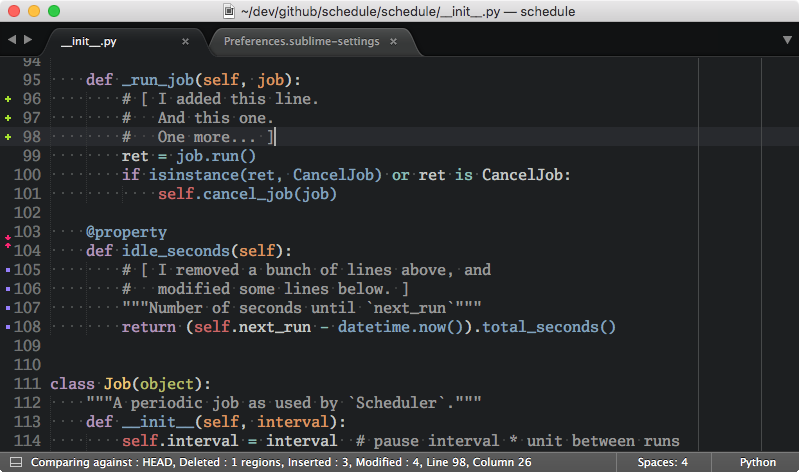 ~/dev/github/schedule/schedule/__init__.py — schedule
__init__.py × Preferences.sublime-settings ×
94
95 def _run_job(self, job):
96 # [ I added this line.
97 #   And this one.
98 #   One more... ]
99 ret = job.run()
100 if isinstance(ret, CancelJob) or ret is CancelJob:
101 self.cancel_job(job)
102
103 @property
104 def idle_seconds(self):
105 # [ I removed a bunch of lines above, and
106 #   modified some lines below. ]
107 """Number of seconds until `next_run`"""
108 return (self.next_run - datetime.now()).total_seconds()
109
110
111 class Job(object):
112 """A periodic job as used by `Scheduler`."""
113 def __init__(self, interval):
114 self.interval = interval  # pause interval * unit between runs
Comparing against : HEAD, Deleted : 1 regions, Inserted : 3, Modified : 4, Line 98, Column 26 Spaces: 4 Python